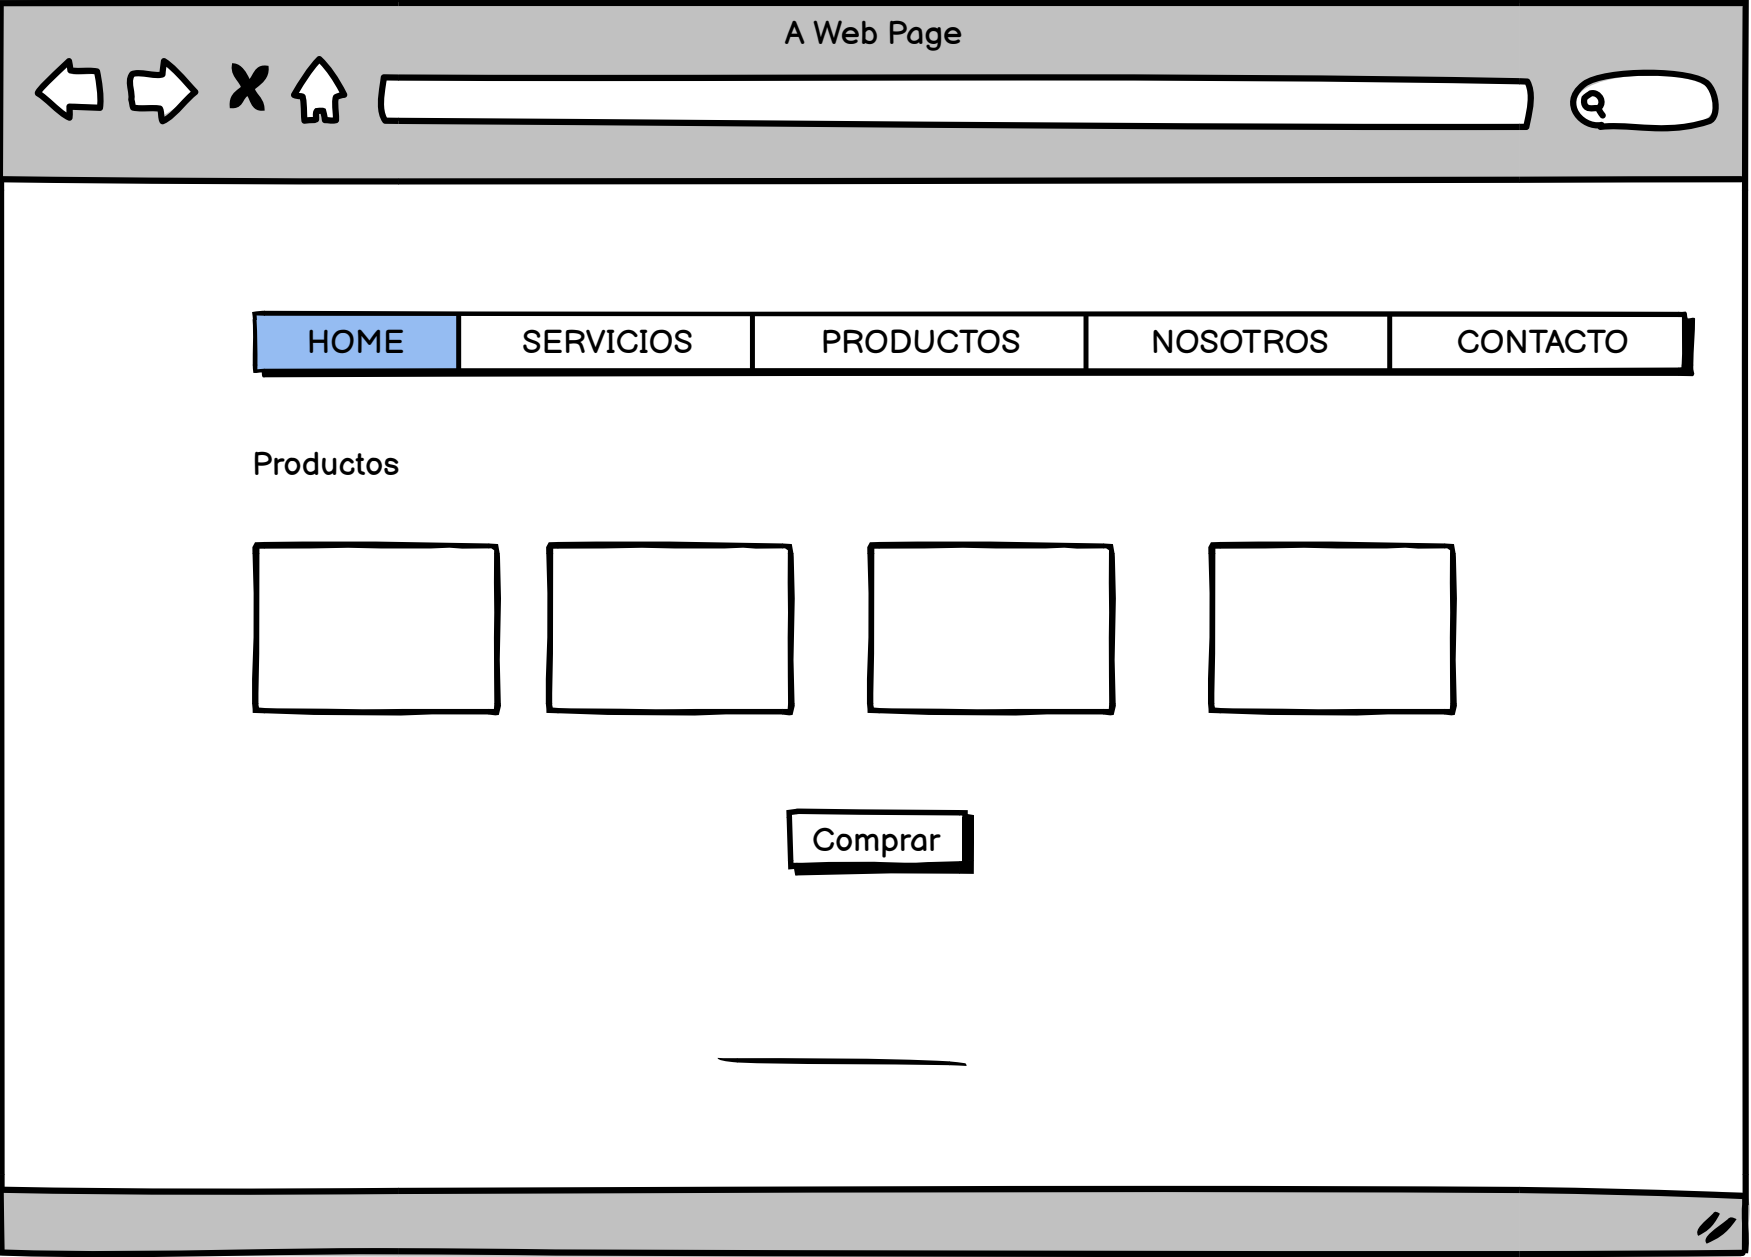 A Web Page
HOME SERVICIOS PRODUCTOS NOSOTROS CONTACTO
Productos
Comprar